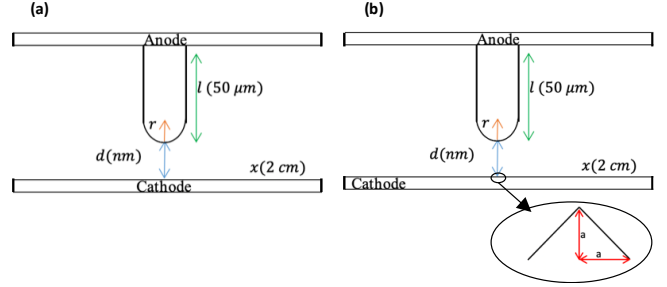 (a)
Anode
l (50 μm)
r
d(nm)
x(2 cm)
Cathode
(b)
Anode
l (50 μm)
r
d(nm)
x(2 cm)
Cathode
a
a